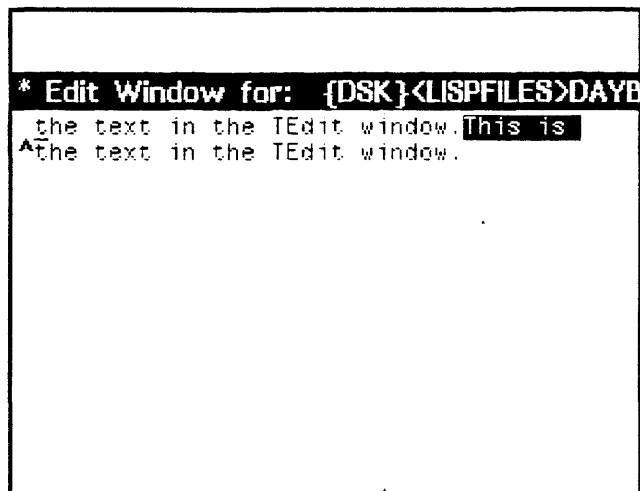 * Edit Window for: {DSK}<LISPFILES>DAYB
the text in the TEdit window.This is
the text in the TEdit window.